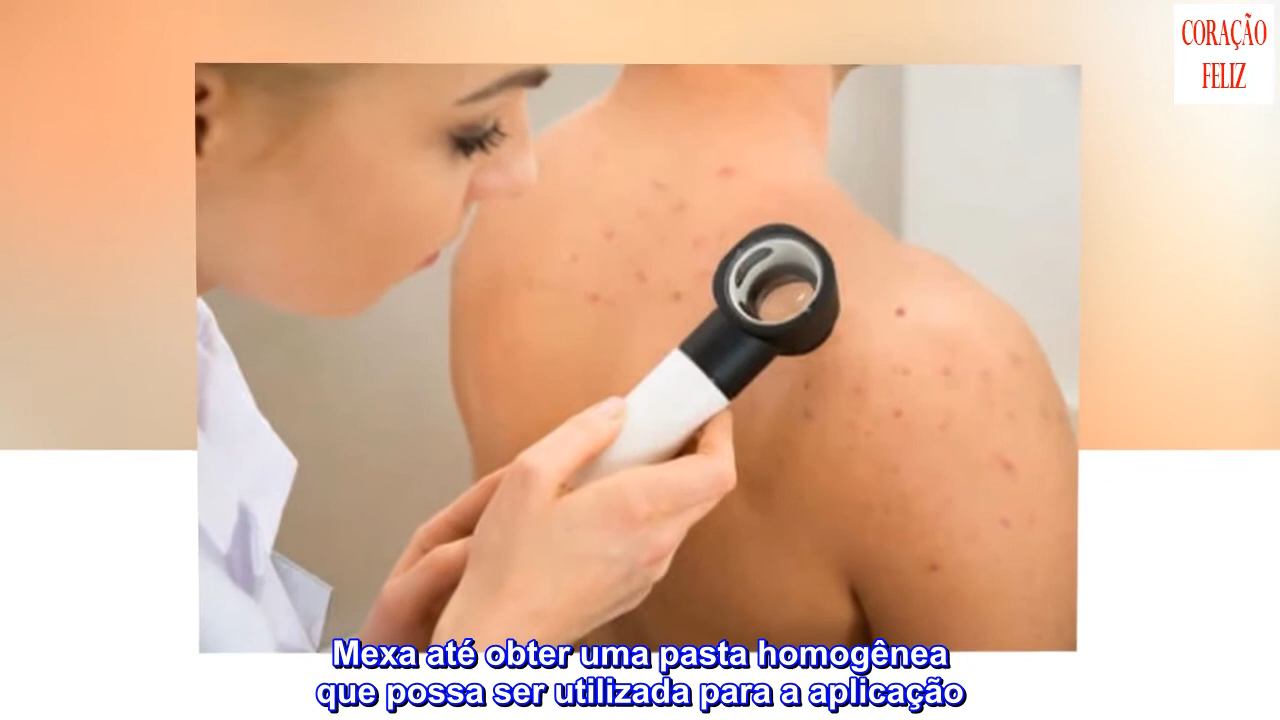 CORAÇÃO
FELIZ
Mexa até obter uma pasta homogênea
que possa ser utilizada para a aplicação